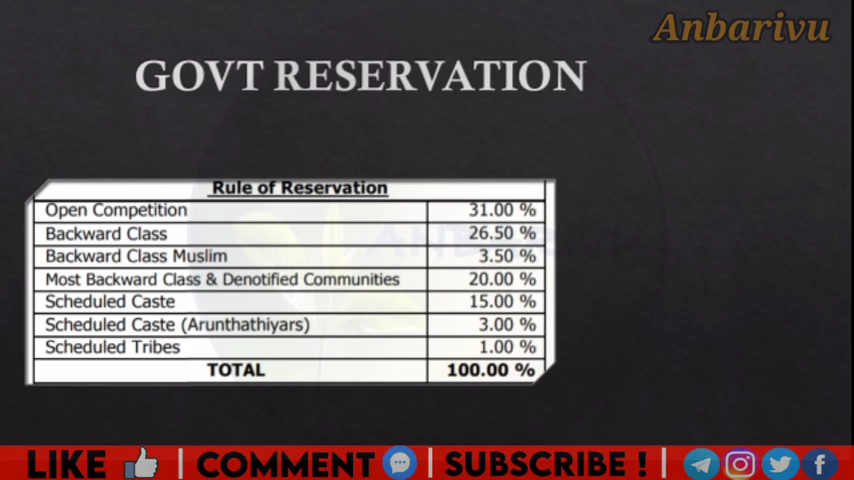 Anbarivu
GOVT RESERVATION
Rule of Reservation
Open Competition 31.00 %
Backward Class 26.50 %
Backward Class Muslim 3.50 %
Most Backward Class & Denotified Communities 20.00 %
Scheduled Caste 15.00 %
Scheduled Caste (Arunthathiyars) 3.00 %
Scheduled Tribes 1.00 %
TOTAL 100.00 %
LIKE | COMMENT | SUBSCRIBE ! |